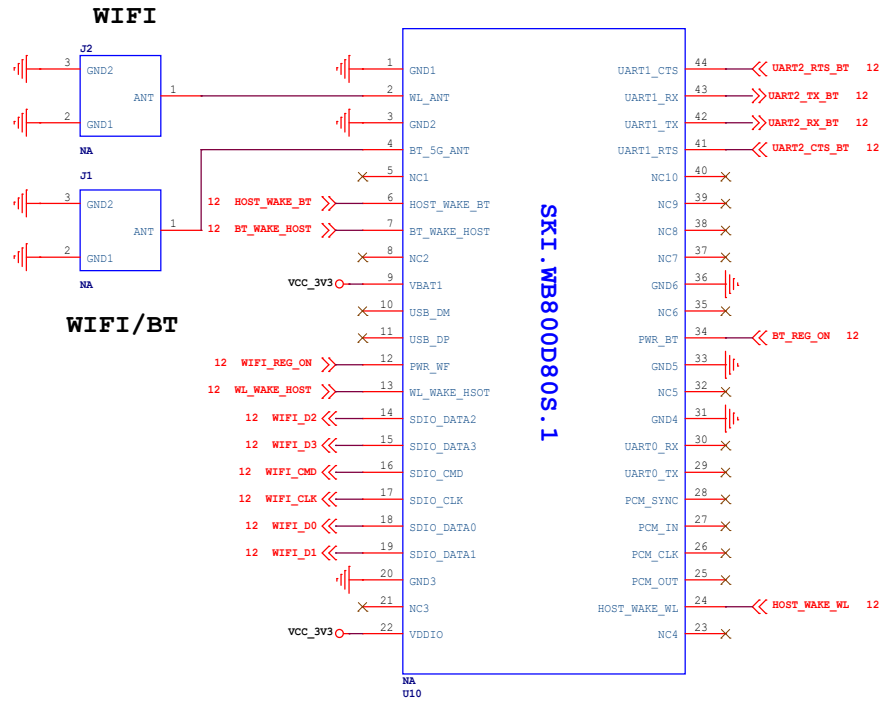 WIFI
J2
3 GND2
ANT 1
2 GND1
NA
J1
3 GND2
ANT 1
2 GND1
NA
WIFI/BT
1 GND1
2 WL_ANT
3 GND2
4 BT_5G_ANT
5 NC1
12 HOST_WAKE_BT 6 HOST_WAKE_BT
12 BT_WAKE_HOST 7 BT_WAKE_HOST
8 NC2
VCC_3V3 9 VBAT1
10 USB_DM
11 USB_DP
12 WIFI_REG_ON 12 PWR_WF
12 WL_WAKE_HOST 13 WL_WAKE_HSOT
12 WIFI_D2 14 SDIO_DATA2
12 WIFI_D3 15 SDIO_DATA3
12 WIFI_CMD 16 SDIO_CMD
12 WIFI_CLK 17 SDIO_CLK
12 WIFI_D0 18 SDIO_DATA0
12 WIFI_D1 19 SDIO_DATA1
20 GND3
21 NC3
VCC_3V3 22 VDDIO
SKI.WB800D80S.1
UART1_CTS 44 UART2_RTS_BT 12
UART1_RX 43 UART2_TX_BT 12
UART1_TX 42 UART2_RX_BT 12
UART1_RTS 41 UART2_CTS_BT 12
NC10 40
NC9 39
NC8 38
NC7 37
GND6 36
NC6 35
PWR_BT 34 BT_REG_ON 12
GND5 33
NC5 32
GND4 31
UART0_RX 30
UART0_TX 29
PCM_SYNC 28
PCM_IN 27
PCM_CLK 26
PCM_OUT 25
HOST_WAKE_WL 24 HOST_WAKE_WL 12
NC4 23
NA
U10